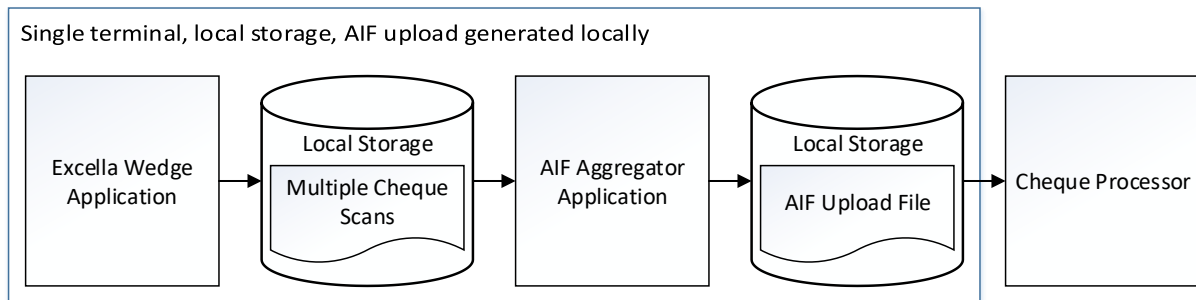 Single terminal, local storage, AIF upload generated locally
Excella Wedge
Application
Local Storage
Multiple Cheque
Scans
AIF Aggregator
Application
Local Storage
AIF Upload File
Cheque Processor